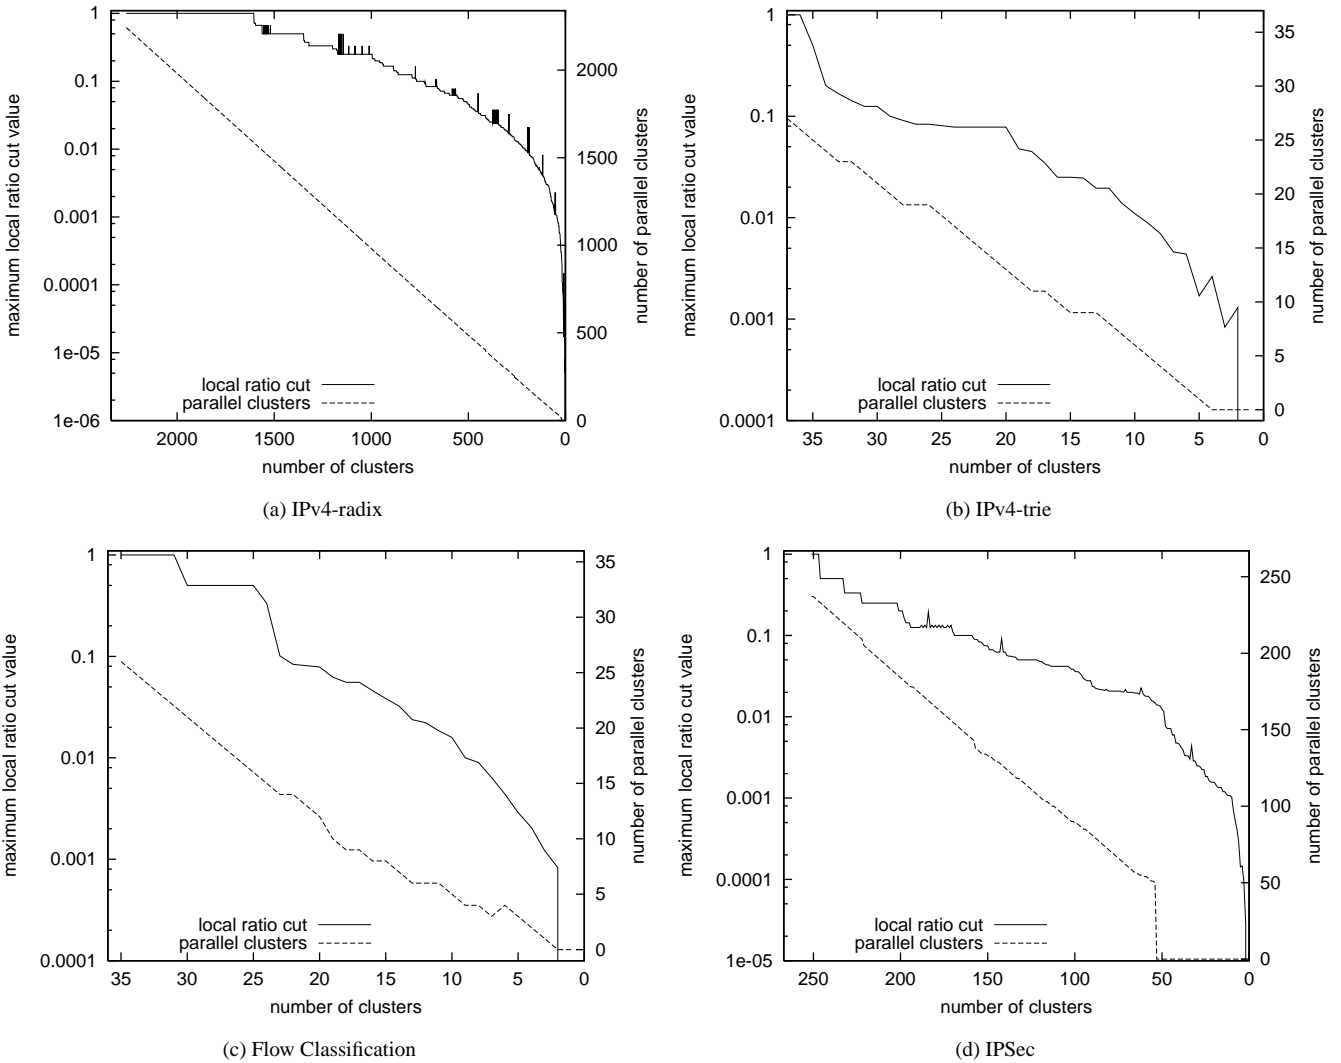 maximum local ratio cut value
1
0.1
0.01
0.001
0.0001
1e-05
1e-06
2000
1500
1000
500
0
number of clusters
2000
1500
1000
500
0
number of parallel clusters
local ratio cut
parallel clusters
(a) IPv4-radix
maximum local ratio cut value
1
0.1
0.01
0.001
0.0001
35
30
25
20
15
10
5
0
number of clusters
35
30
25
20
15
10
5
0
number of parallel clusters
local ratio cut
parallel clusters
(b) IPv4-trie
maximum local ratio cut value
1
0.1
0.01
0.001
0.0001
35
30
25
20
15
10
5
0
number of clusters
35
30
25
20
15
10
5
0
number of parallel clusters
local ratio cut
parallel clusters
(c) Flow Classification
maximum local ratio cut value
1
0.1
0.01
0.001
0.0001
1e-05
250
200
150
100
50
0
number of clusters
250
200
150
100
50
0
number of parallel clusters
local ratio cut
parallel clusters
(d) IPSec